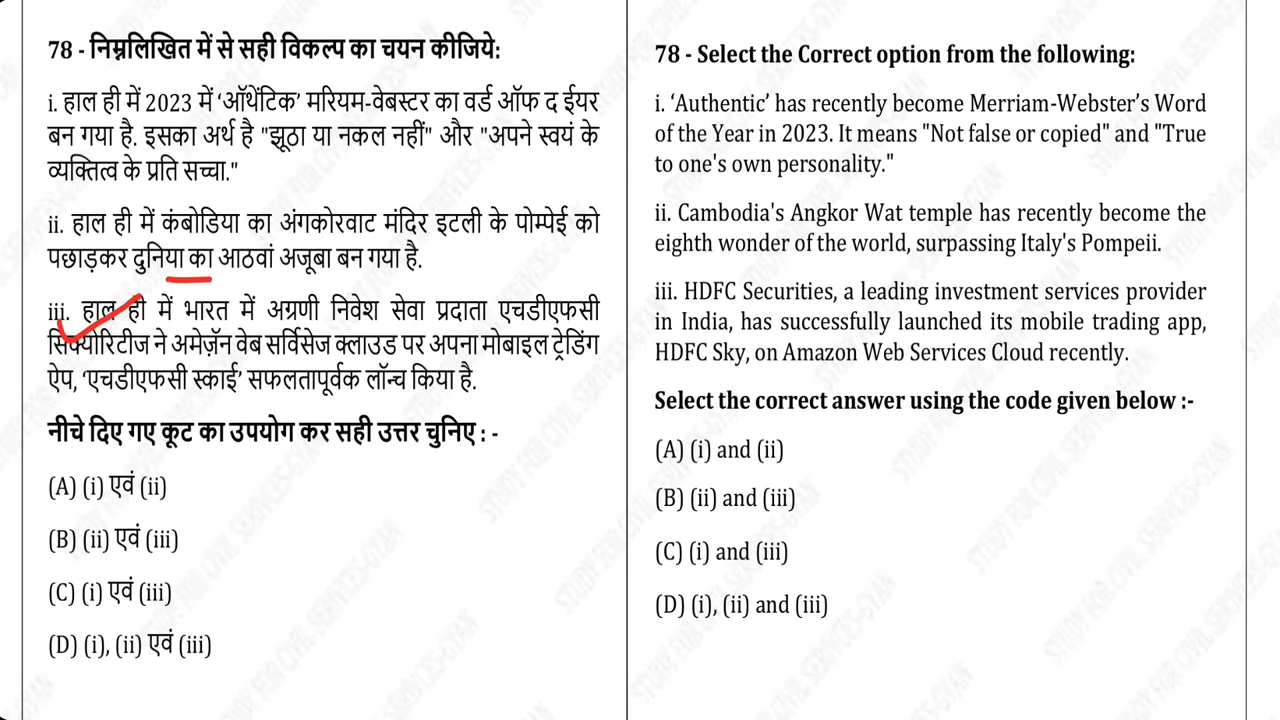 78 - निम्नलिखित में से सही विकल्प का चयन कीजिये:
i. हाल ही में 2023 में ‘ऑथेंटिक’ मरियम-वेबस्टर का वर्ड ऑफ द ईयर
बन गया है. इसका अर्थ है "झूठा या नकल नहीं" और "अपने स्वयं के
व्यक्तित्व के प्रति सच्चा."
ii. हाल ही में कंबोडिया का अंगकोरवाट मंदिर इटली के पोम्पेई को
पछाड़कर दुनिया का आठवां अजूबा बन गया है.
iii. हाल ही में भारत में अग्रणी निवेश सेवा प्रदाता एचडीएफसी
सिक्योरिटीज ने अमेज़ॅन वेब सर्विसेज क्लाउड पर अपना मोबाइल ट्रेडिंग
ऐप, ‘एचडीएफसी स्काई’ सफलतापूर्वक लॉन्च किया है.
नीचे दिए गए कूट का उपयोग कर सही उत्तर चुनिए : -
(A) (i) एवं (ii)
(B) (ii) एवं (iii)
(C) (i) एवं (iii)
(D) (i), (ii) एवं (iii)
78 - Select the Correct option from the following:
i. ‘Authentic’ has recently become Merriam-Webster’s Word
of the Year in 2023. It means "Not false or copied" and "True
to one's own personality."
ii. Cambodia's Angkor Wat temple has recently become the
eighth wonder of the world, surpassing Italy's Pompeii.
iii. HDFC Securities, a leading investment services provider
in India, has successfully launched its mobile trading app,
HDFC Sky, on Amazon Web Services Cloud recently.
Select the correct answer using the code given below :-
(A) (i) and (ii)
(B) (ii) and (iii)
(C) (i) and (iii)
(D) (i), (ii) and (iii)
STUDY FOR CIVIL SERVICES-GYAN